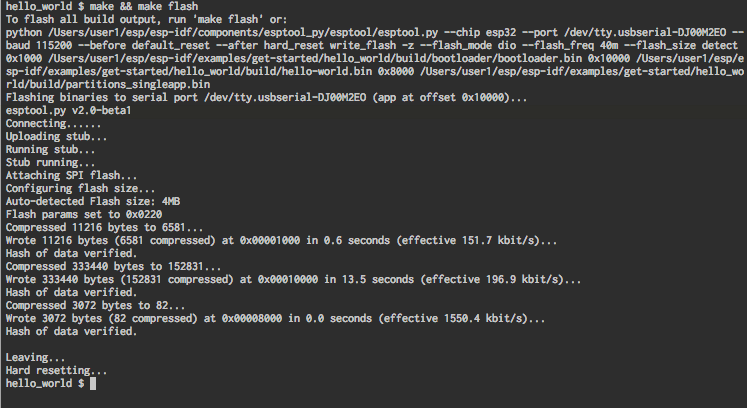 hello_world $ make && make flash
To flash all build output, run 'make flash' or:
python /Users/user1/esp/esp-idf/components/esptool_py/esptool/esptool.py --chip esp32 --port /dev/tty.usbserial-DJ00M2EO --
baud 115200 --before default_reset --after hard_reset write_flash -z --flash_mode dio --flash_freq 40m --flash_size detect
0x1000 /Users/user1/esp/esp-idf/examples/get-started/hello_world/build/bootloader/bootloader.bin 0x10000 /Users/user1/esp/e
sp-idf/examples/get-started/hello_world/build/hello-world.bin 0x8000 /Users/user1/esp/esp-idf/examples/get-started/hello_wo
rld/build/partitions_singleapp.bin
Flashing binaries to serial port /dev/tty.usbserial-DJ00M2EO (app at offset 0x10000)...
esptool.py v2.0-beta1
Connecting......
Uploading stub...
Running stub...
Stub running...
Attaching SPI flash...
Configuring flash size...
Auto-detected Flash size: 4MB
Flash params set to 0x0220
Compressed 11216 bytes to 6581...
Wrote 11216 bytes (6581 compressed) at 0x00001000 in 0.6 seconds (effective 151.7 kbit/s)...
Hash of data verified.
Compressed 333440 bytes to 152831...
Wrote 333440 bytes (152831 compressed) at 0x00010000 in 13.5 seconds (effective 196.9 kbit/s)...
Hash of data verified.
Compressed 3072 bytes to 82...
Wrote 3072 bytes (82 compressed) at 0x00008000 in 0.0 seconds (effective 1550.4 kbit/s)...
Hash of data verified.

Leaving...
Hard resetting...
hello_world $